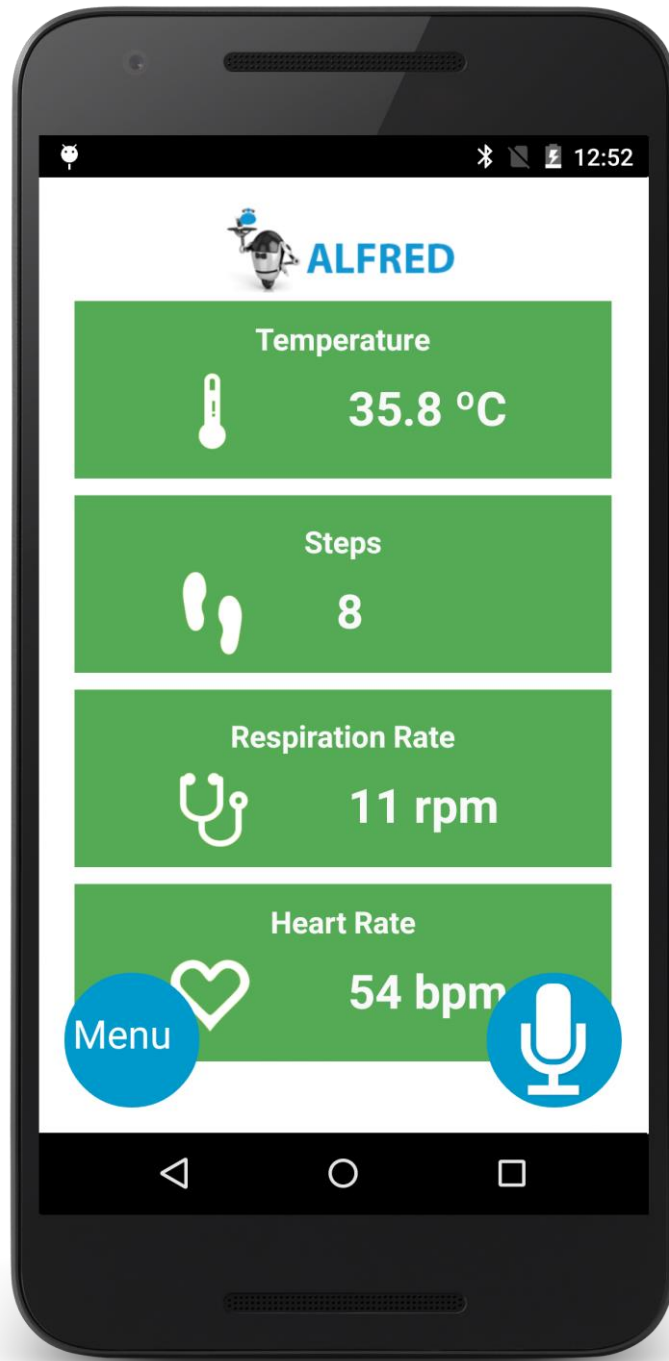 12:52
ALFRED
Temperature
35.8 ºC
Steps
8
Respiration Rate
11 rpm
Heart Rate
54 bpm
Menu